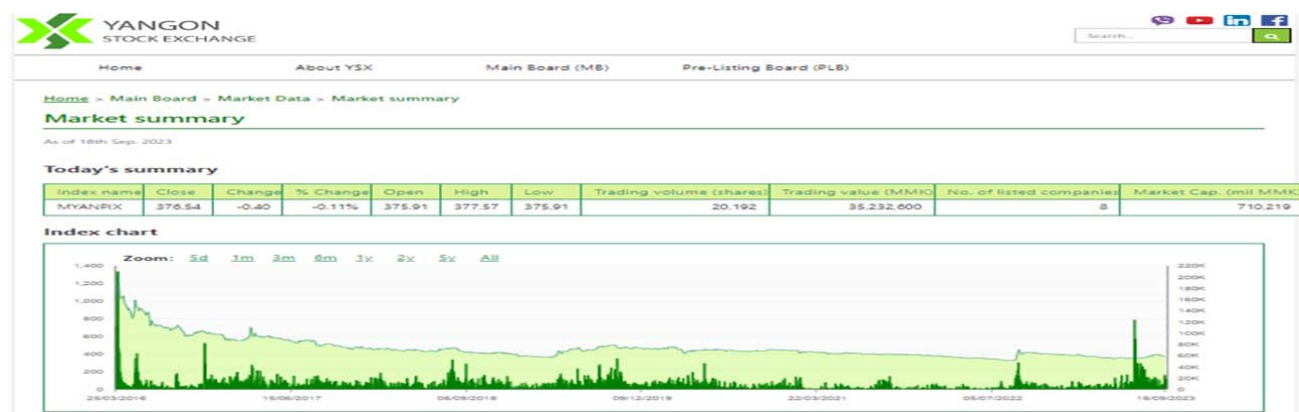 YANGON
STOCK EXCHANGE
Search...
Home About YSX Main Board (MB) Pre-Listing Board (PLB)
Home > Main Board > Market Data > Market summary
Market summary
As of 18th Sep, 2023
Today's summary
Index name Close Change % Change Open High Low Trading volume (shares) Trading value (MMK) No. of listed companies Market Cap. (mil MMK)
MYANPIX 376.54 -0.40 -0.11% 375.91 377.57 375.91 20,192 35,232,600 8 710,219
Index chart
Zoom: 5d 1m 3m 6m 1y 2y 5y All
1,400 220K
1,200 200K
180K
1,000 160K
140K
800 120K
600 100K
80K
400 60K
200 40K
20K
0 0
25/03/2016 15/06/2017 06/09/2018 09/12/2019 22/03/2021 05/07/2022 18/09/2023